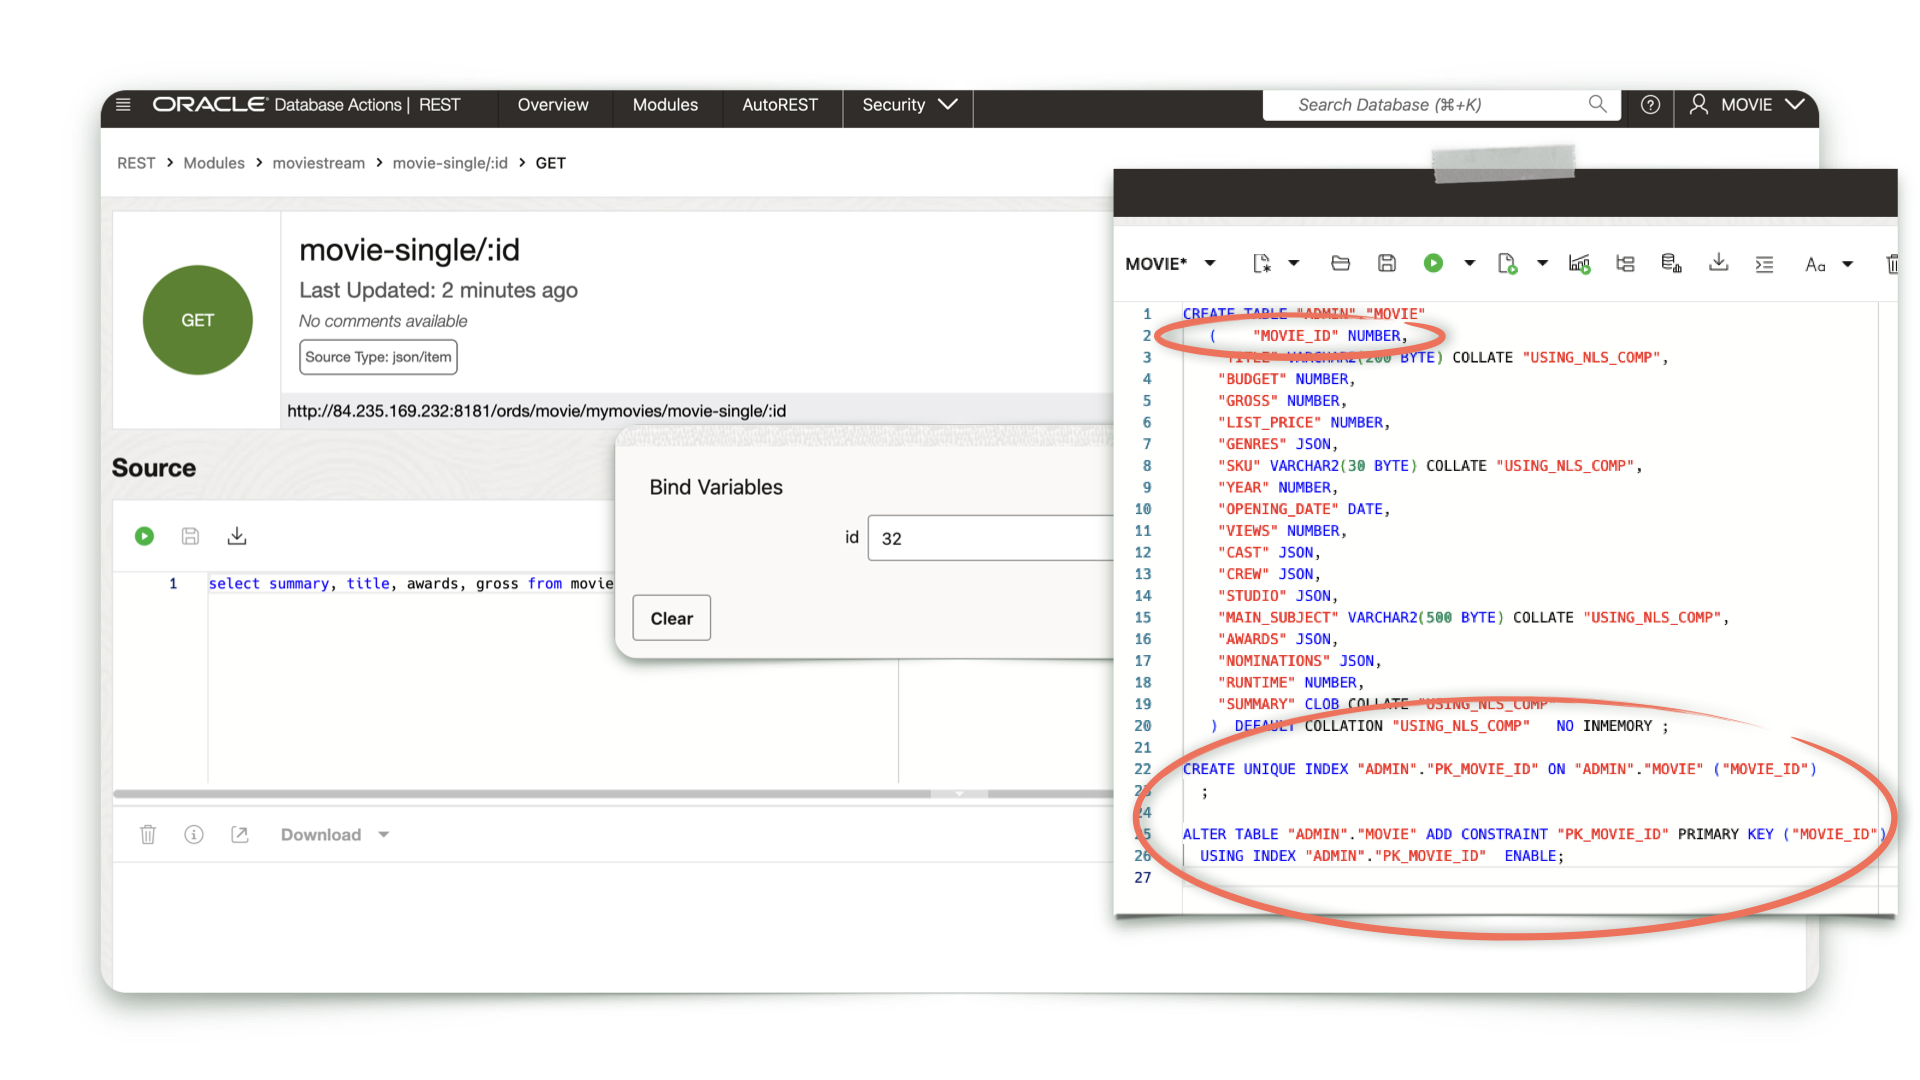 ORACLE Database Actions | REST Overview Modules AutoREST Security Search Database (⌘+K) MOVIE
REST > Modules > moviestream > movie-single/:id > GET
GET
movie-single/:id
Last Updated: 2 minutes ago
No comments available
Source Type: json/item
http://84.235.169.232:8181/ords/movie/mymovies/movie-single/:id
Source
1 select summary, title, awards, gross from movie
Bind Variables
id 32
Clear
Download
MOVIE* Aa
1 CREATE TABLE "ADMIN"."MOVIE"
2 ( "MOVIE_ID" NUMBER,
3 "TITLE" VARCHAR2(200 BYTE) COLLATE "USING_NLS_COMP",
4 "BUDGET" NUMBER,
5 "GROSS" NUMBER,
6 "LIST_PRICE" NUMBER,
7 "GENRES" JSON,
8 "SKU" VARCHAR2(30 BYTE) COLLATE "USING_NLS_COMP",
9 "YEAR" NUMBER,
10 "OPENING_DATE" DATE,
11 "VIEWS" NUMBER,
12 "CAST" JSON,
13 "CREW" JSON,
14 "STUDIO" JSON,
15 "MAIN_SUBJECT" VARCHAR2(500 BYTE) COLLATE "USING_NLS_COMP",
16 "AWARDS" JSON,
17 "NOMINATIONS" JSON,
18 "RUNTIME" NUMBER,
19 "SUMMARY" CLOB COLLATE "USING_NLS_COMP"
20 ) DEFAULT COLLATION "USING_NLS_COMP" NO INMEMORY ;
21
22 CREATE UNIQUE INDEX "ADMIN"."PK_MOVIE_ID" ON "ADMIN"."MOVIE" ("MOVIE_ID")
23 ;
24
25 ALTER TABLE "ADMIN"."MOVIE" ADD CONSTRAINT "PK_MOVIE_ID" PRIMARY KEY ("MOVIE_ID")
26 USING INDEX "ADMIN"."PK_MOVIE_ID" ENABLE;
27